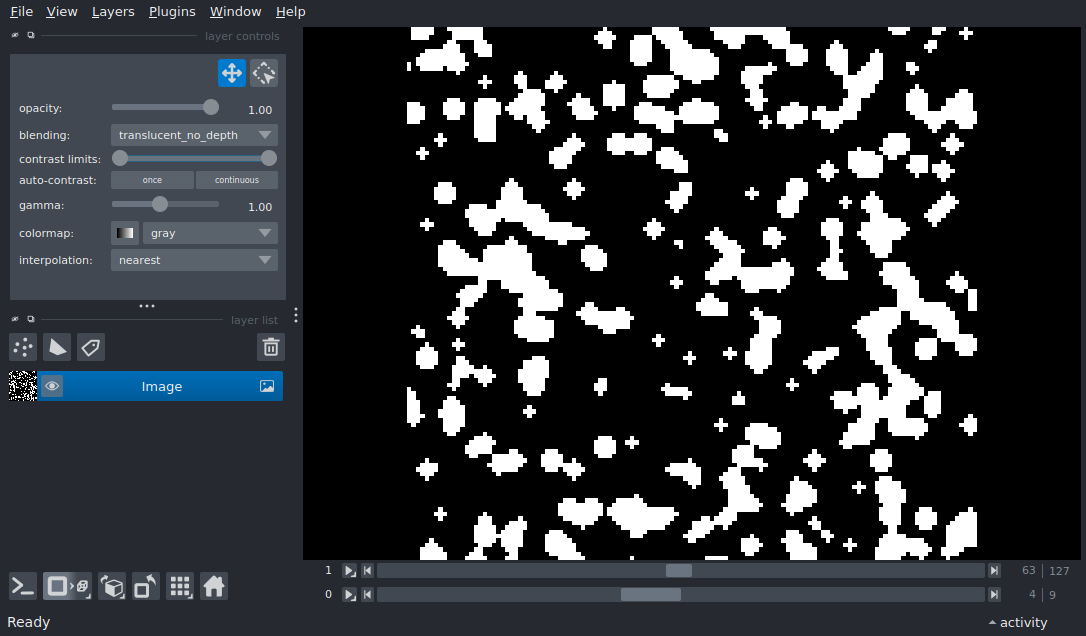 File View Layers Plugins Window Help
layer controls
opacity: 1.00
blending: translucent_no_depth
contrast limits:
auto-contrast: once continuous
gamma: 1.00
colormap: gray
interpolation: nearest
layer list
Image
1 63 127
0 4 9
Ready activity